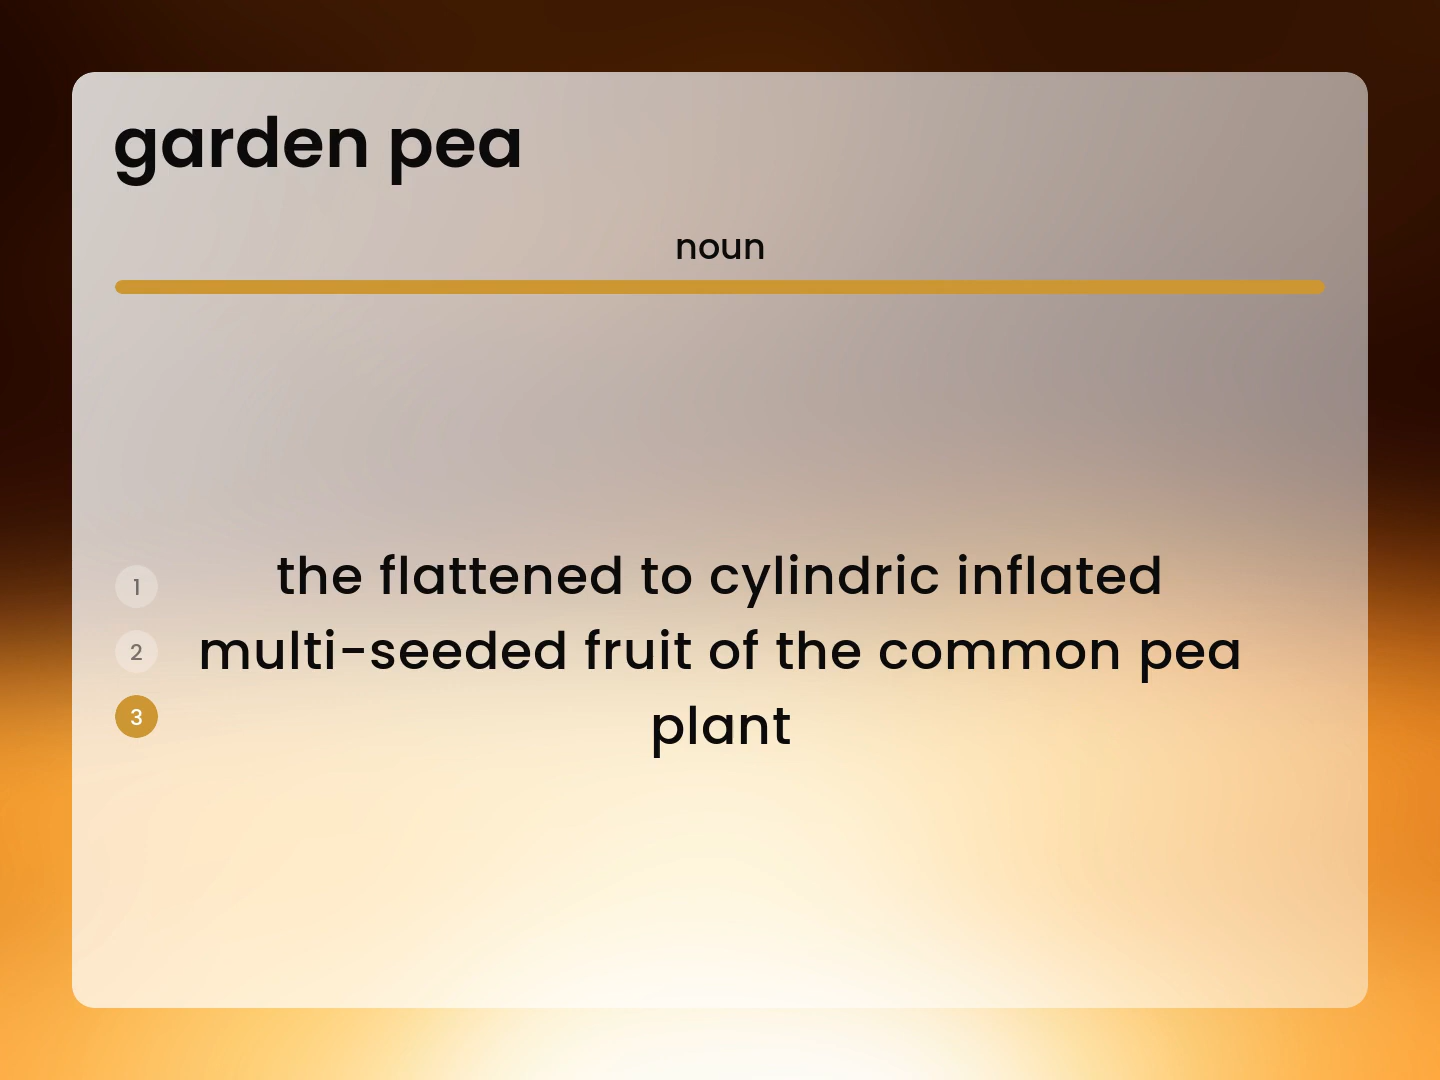 garden pea
noun
the flattened to cylindric inflated
multi-seeded fruit of the common pea
plant
1
2
3